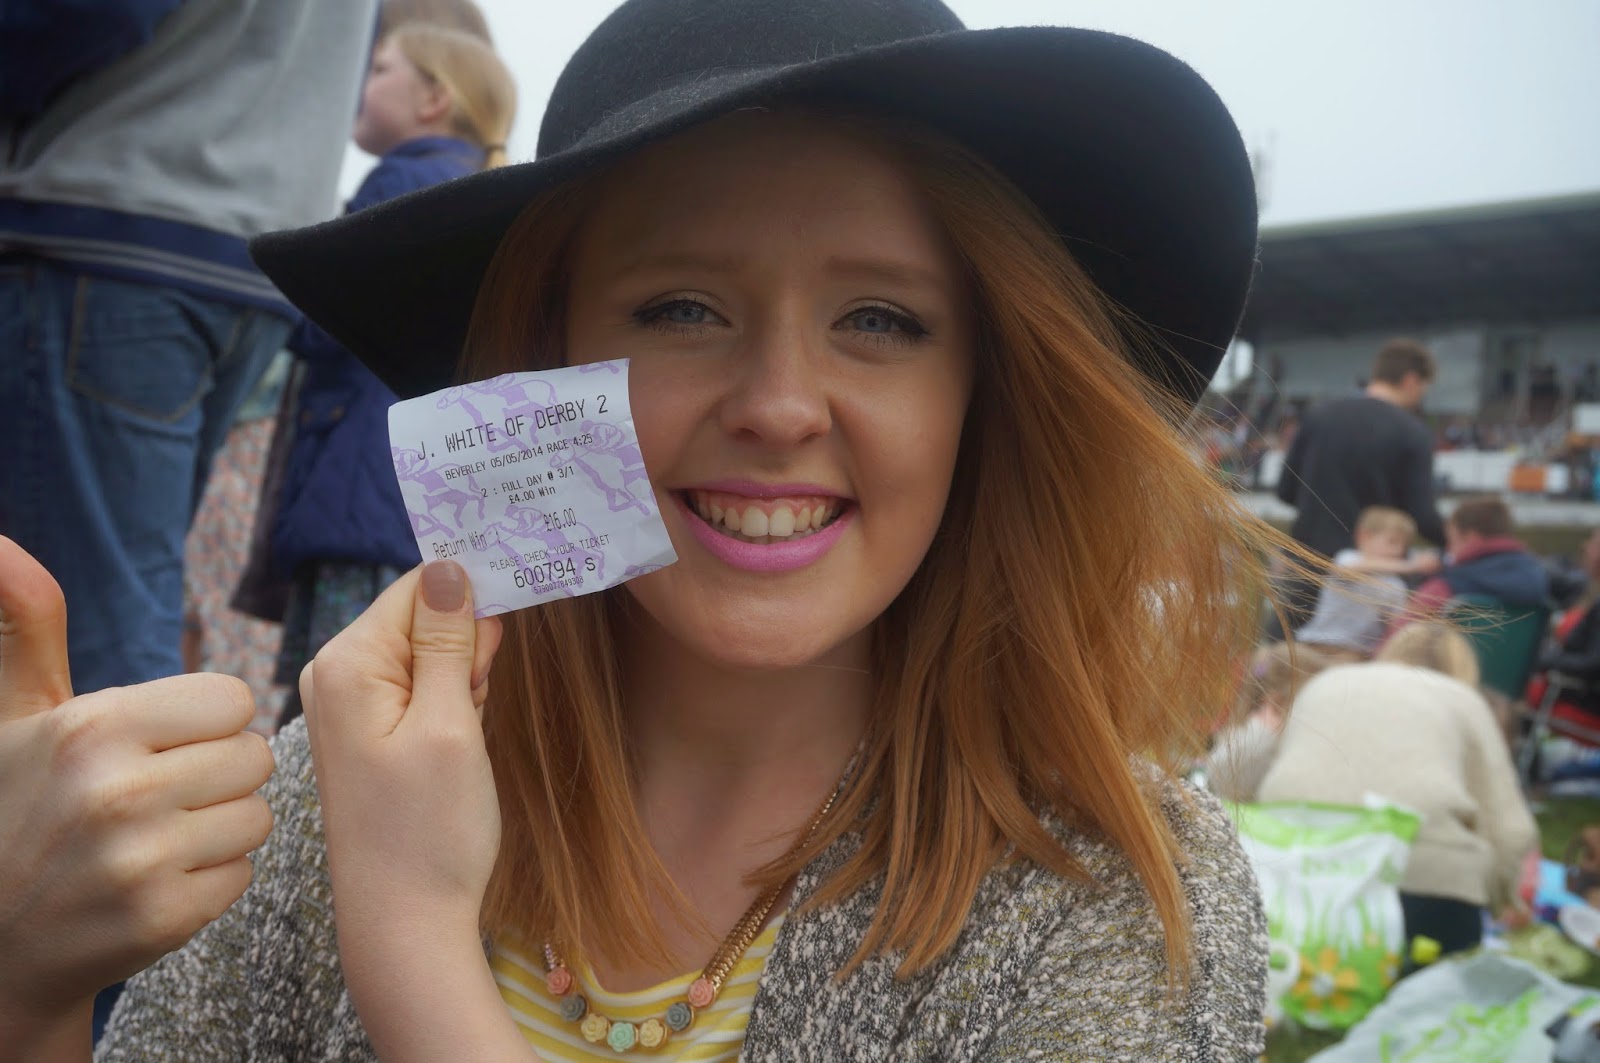 J. WHITE OF DERBY 2
BEVERLEY 05/05/2014 RACE 4:25
2 : FULL DAY @ 3/1
£4.00 Win
Return Win : £16.00
PLEASE CHECK YOUR TICKET
600794 S